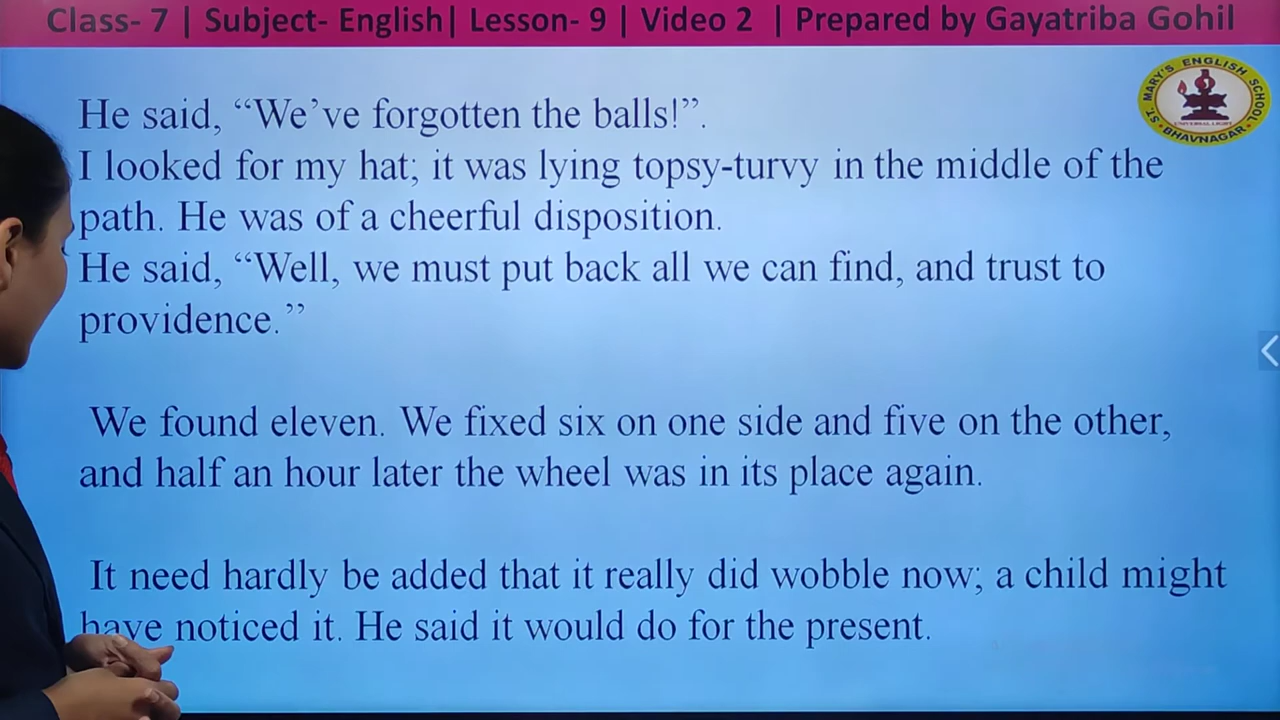 Class- 7 | Subject- English| Lesson- 9 | Video 2 | Prepared by Gayatriba Gohil
ST. MARY'S ENGLISH SCHOOL
BHAVNAGAR
He said, “We’ve forgotten the balls!”.
I looked for my hat; it was lying topsy-turvy in the middle of the
path. He was of a cheerful disposition.
He said, “Well, we must put back all we can find, and trust to
providence.”
We found eleven. We fixed six on one side and five on the other,
and half an hour later the wheel was in its place again.
It need hardly be added that it really did wobble now; a child might
have noticed it. He said it would do for the present.